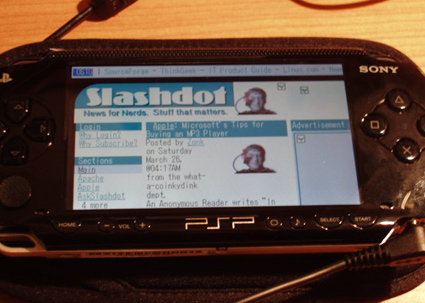 OSTG | SourceForge - ThinkGeek - IT Product Guide - Linux.com - New
SONY
Slashdot
News for Nerds. Stuff that matters.
Login
Why Login?
Why Subscribe?
Sections
Main
Apache
Apple
AskSlashdot
4 more
Apple: Microsoft's Tips for
Buying an MP3 Player
Posted by Zonk
on Saturday
March 26,
@04:17AM
from the what-
a-coinkydink
dept.
An Anonymous Reader writes "In
Advertisement
HOME
VOL
PSP
SELECT
START